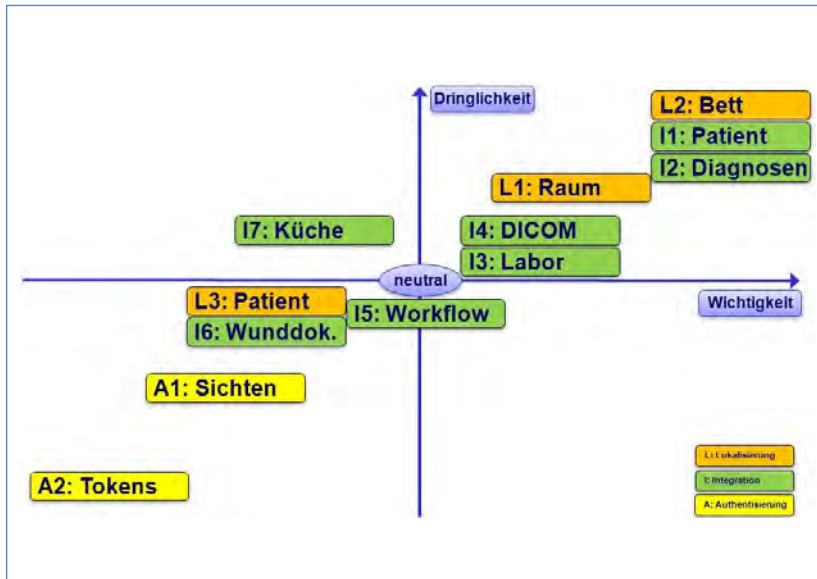 Dringlichkeit
L2: Bett
I1: Patient
I2: Diagnosen
L1: Raum
I7: Küche
I4: DICOM
I3: Labor
neutral
Wichtigkeit
L3: Patient
I5: Workflow
I6: Wunddok.
A1: Sichten
A2: Tokens
L: Lokalisierung
I: Integration
A: Authentisierung